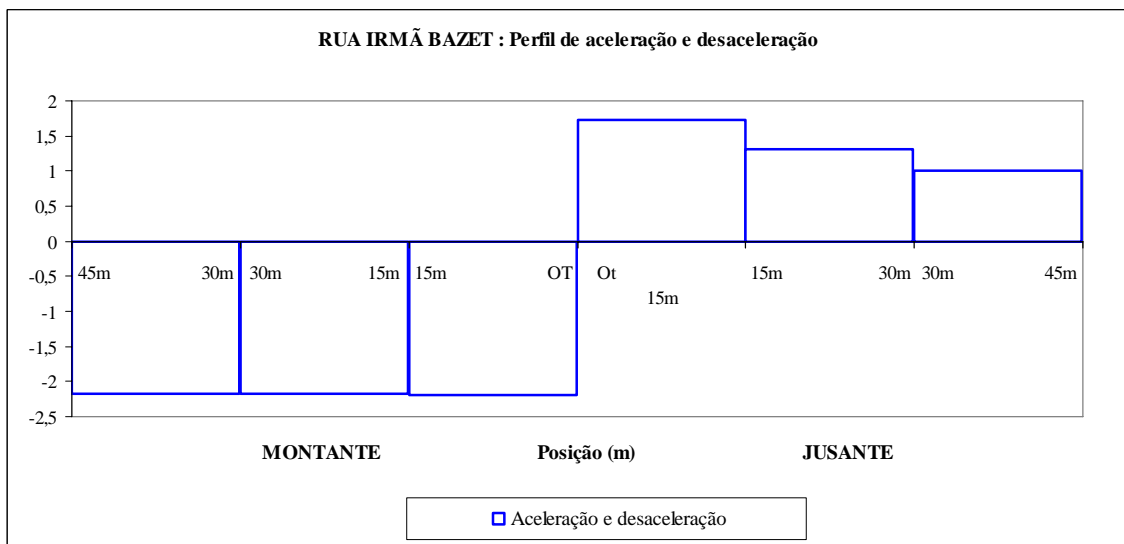 RUA IRMÃ BAZET : Perfil de aceleração e desaceleração
2
1,5
1
0,5
0
-0,5
-1
-1,5
-2
-2,5
45m 30m 30m 15m 15m OT Ot 15m 30m 30m 45m
15m
MONTANTE Posição (m) JUSANTE
Aceleração e desaceleração